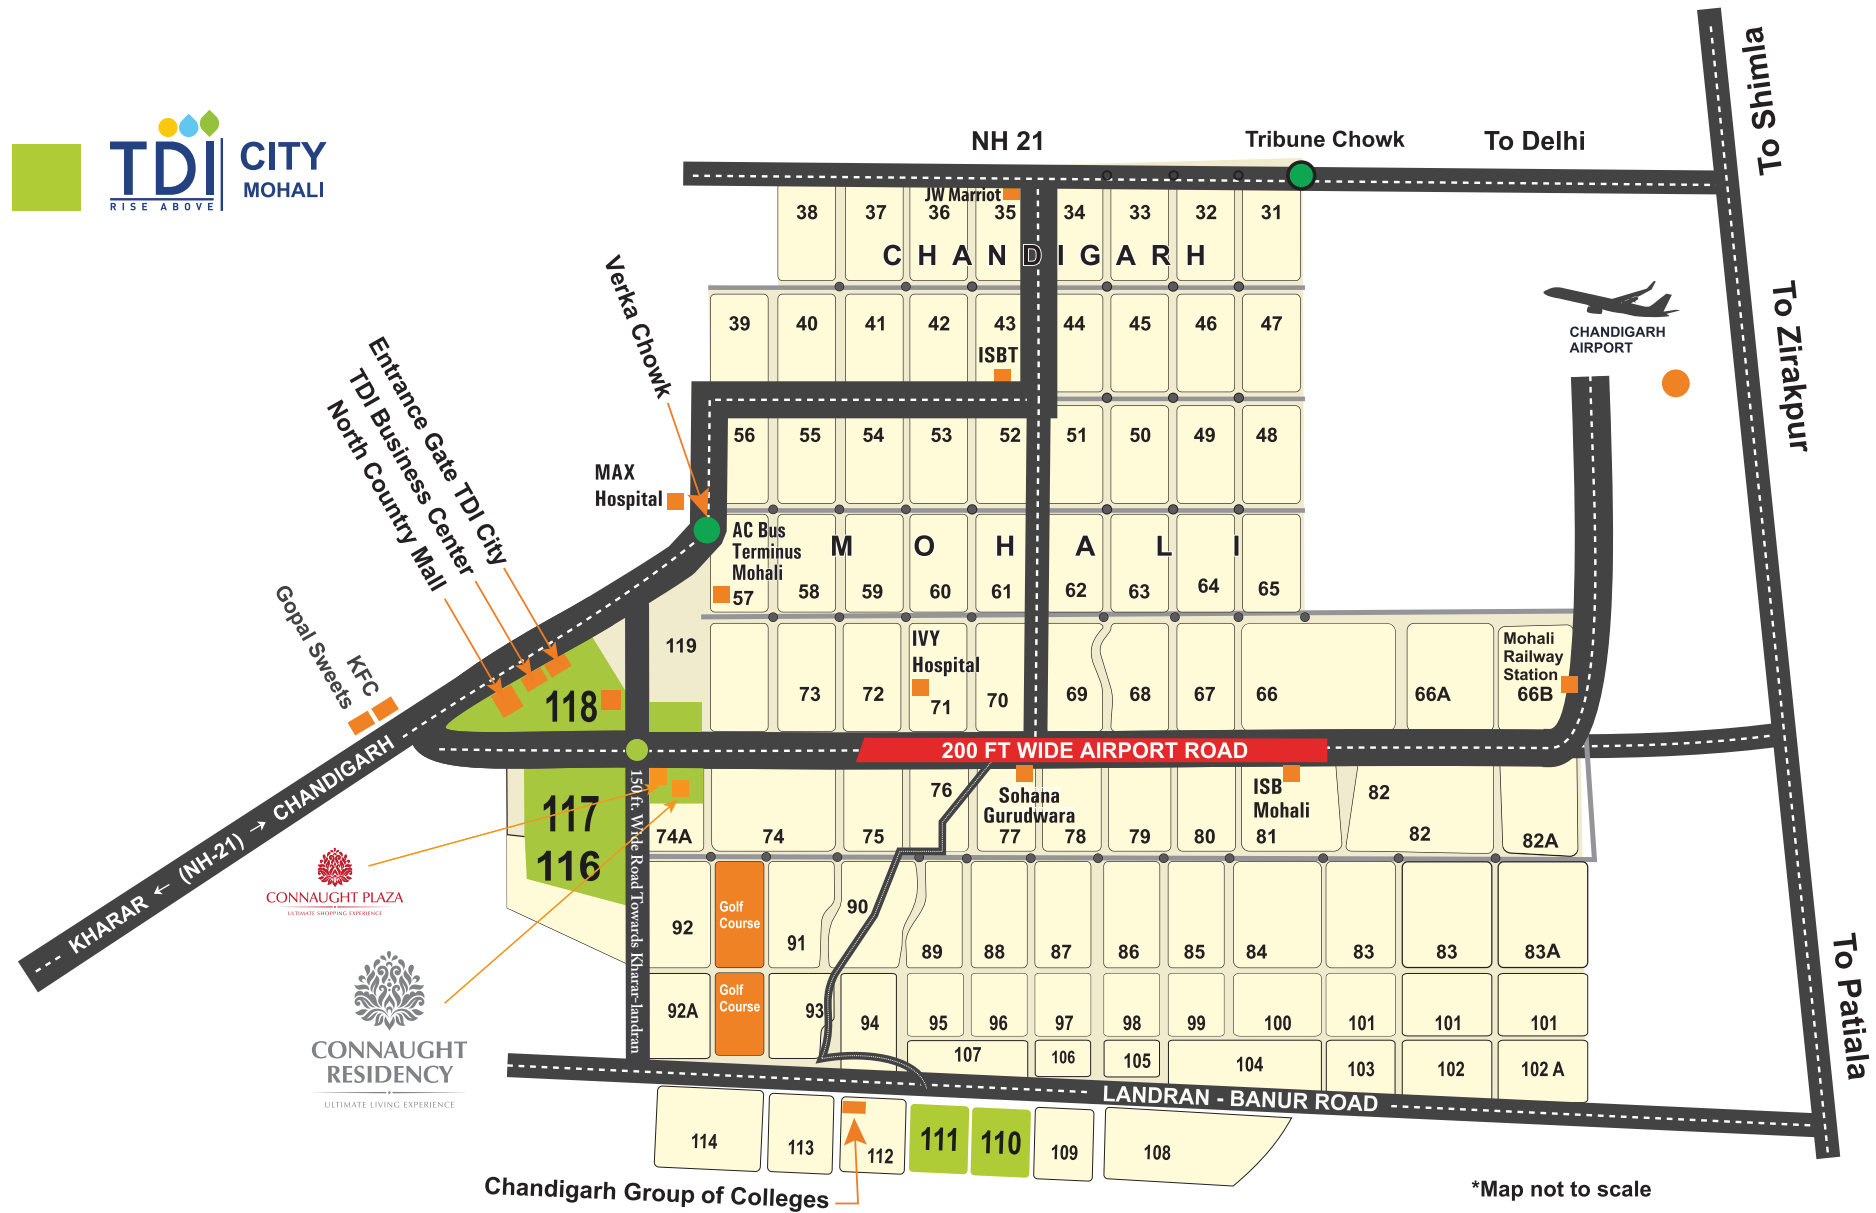 TDI
RISE ABOVE
CITY
MOHALI
NH 21
Tribune Chowk
To Delhi
To Shimla
To Zirakpur
To Patiala
JW Marriot
38
37
36
35
34
33
32
31
CHANDIGARH
39
40
41
42
43
44
45
46
47
ISBT
CHANDIGARH
AIRPORT
Verka Chowk
Entrance Gate TDI City
TDI Business Center
North Country Mall
Gopal Sweets
KFC
56
55
54
53
52
51
50
49
48
MAX
Hospital
AC Bus
Terminus
Mohali
57
MOHALI
58
59
60
61
62
63
64
65
119
118
73
72
IVY
Hospital
71
70
69
68
67
66
66A
Mohali
Railway
Station
66B
200 FT WIDE AIRPORT ROAD
KHARAR ← (NH-21) → CHANDIGARH
150 ft. Wide Road Towards Kharar-landran
117
116
74A
74
75
76
Sohana
Gurudwara
77
78
79
80
ISB
Mohali
81
82
82
82A
CONNAUGHT PLAZA
ULTIMATE SHOPPING EXPERIENCE
CONNAUGHT
RESIDENCY
ULTIMATE LIVING EXPERIENCE
92
Golf
Course
91
90
89
88
87
86
85
84
83
83
83A
92A
Golf
Course
93
94
95
96
97
98
99
100
101
101
101
107
106
105
104
103
102
102 A
LANDRAN - BANUR ROAD
114
113
112
111
110
109
108
Chandigarh Group of Colleges
*Map not to scale